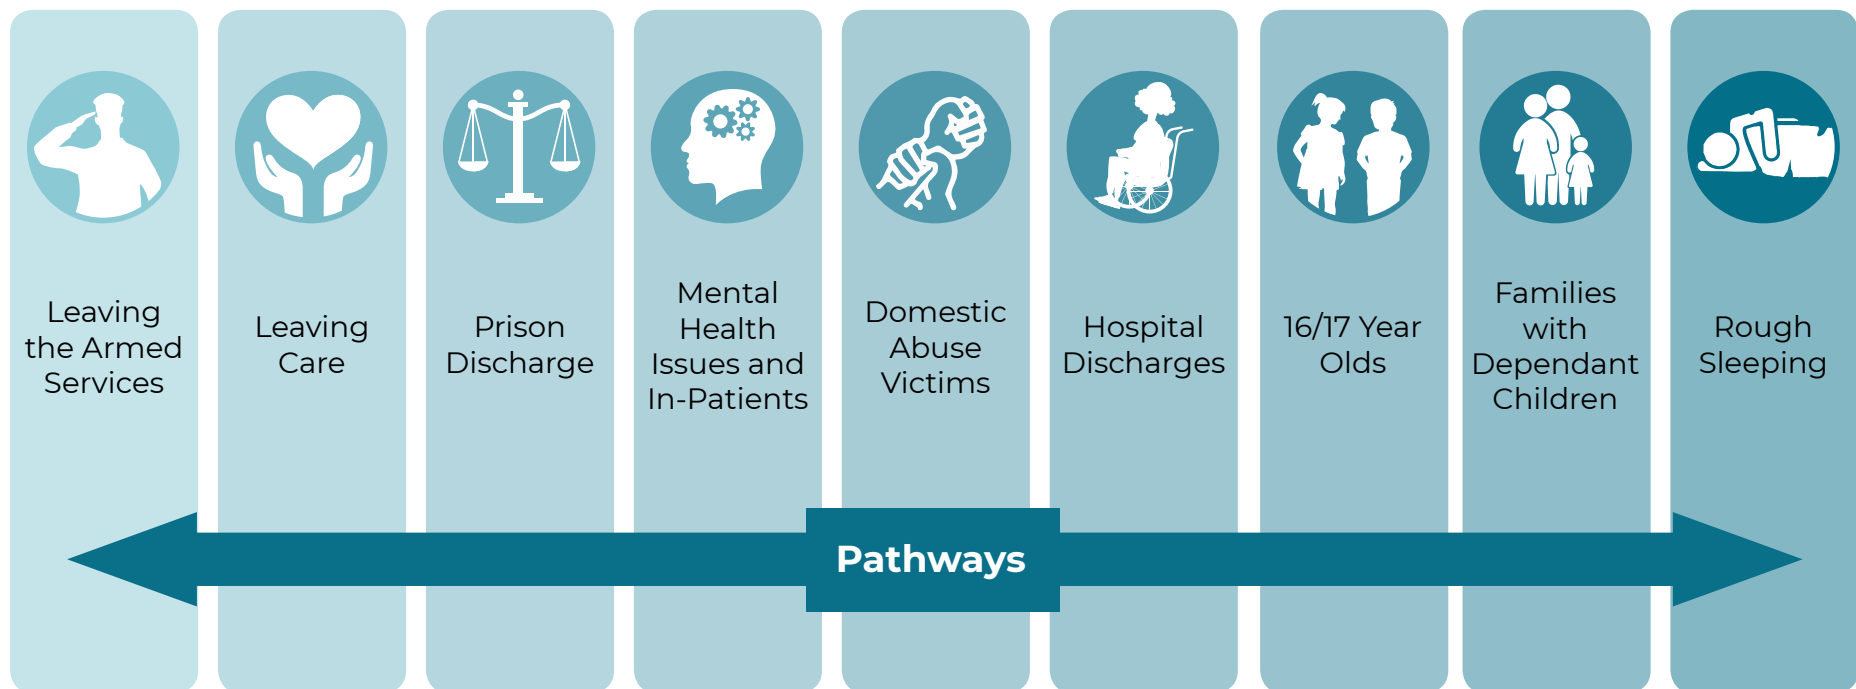 Leaving
the Armed
Services
Leaving
Care
Prison
Discharge
Mental
Health
Issues and
In-Patients
Domestic
Abuse
Victims
Hospital
Discharges
16/17 Year
Olds
Families
with
Dependant
Children
Rough
Sleeping
Pathways